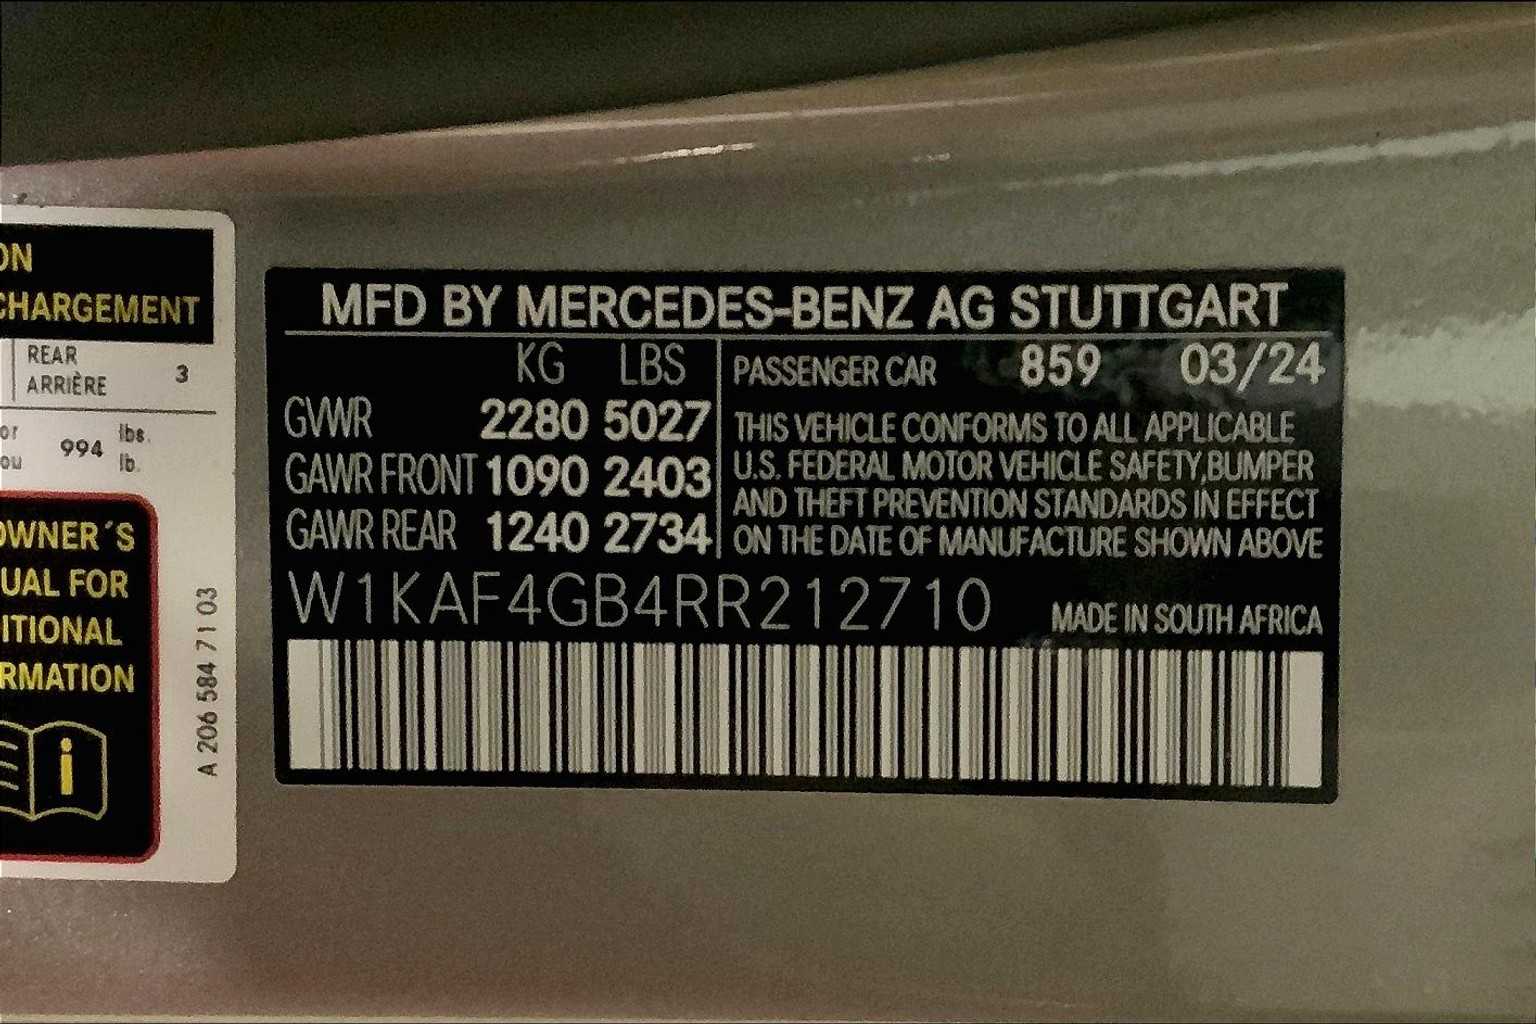 ON
CHARGEMENT
REAR
ARRIÈRE 3
or
ou 994 lbs.
lb.
OWNER´S
UAL FOR
ITIONAL
RMATION
A 206 584 71 03
MFD BY MERCEDES-BENZ AG STUTTGART
KG LBS
GVWR 2280 5027
GAWR FRONT 1090 2403
GAWR REAR 1240 2734
PASSENGER CAR 859 03/24
THIS VEHICLE CONFORMS TO ALL APPLICABLE
U.S. FEDERAL MOTOR VEHICLE SAFETY,BUMPER
AND THEFT PREVENTION STANDARDS IN EFFECT
ON THE DATE OF MANUFACTURE SHOWN ABOVE
W1KAF4GB4RR212710
MADE IN SOUTH AFRICA